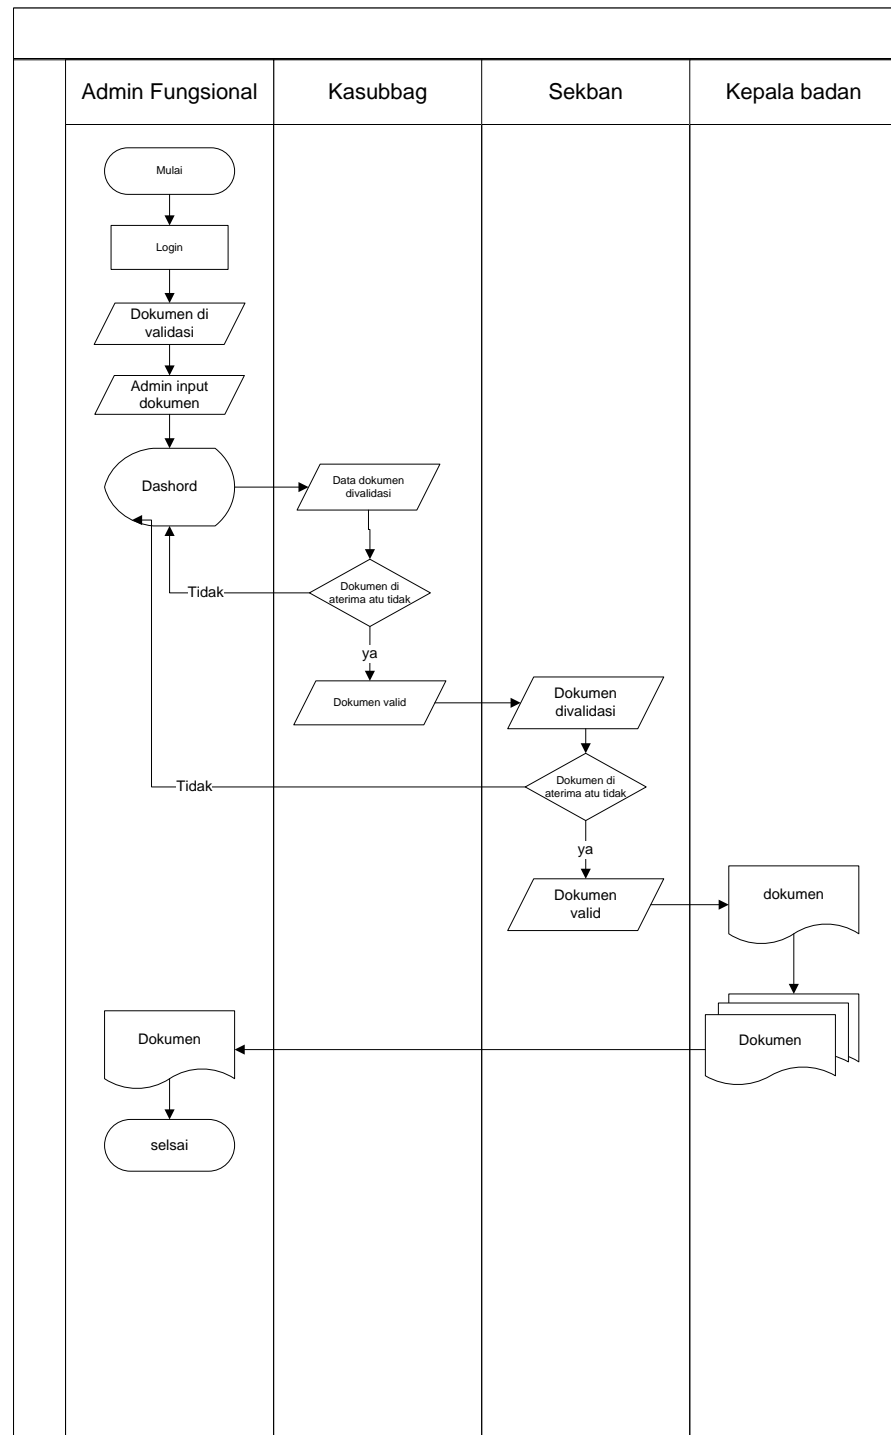 Admin Fungsional
Kasubbag
Sekban
Kepala badan
Mulai
Login
Dokumen di
validasi
Admin input
dokumen
Dashord
Data dokumen
divalidasi
Dokumen di
aterima atu tidak
Tidak
ya
Dokumen valid
Dokumen
divalidasi
Dokumen di
aterima atu tidak
Tidak
ya
Dokumen
valid
dokumen
Dokumen
Dokumen
selsai